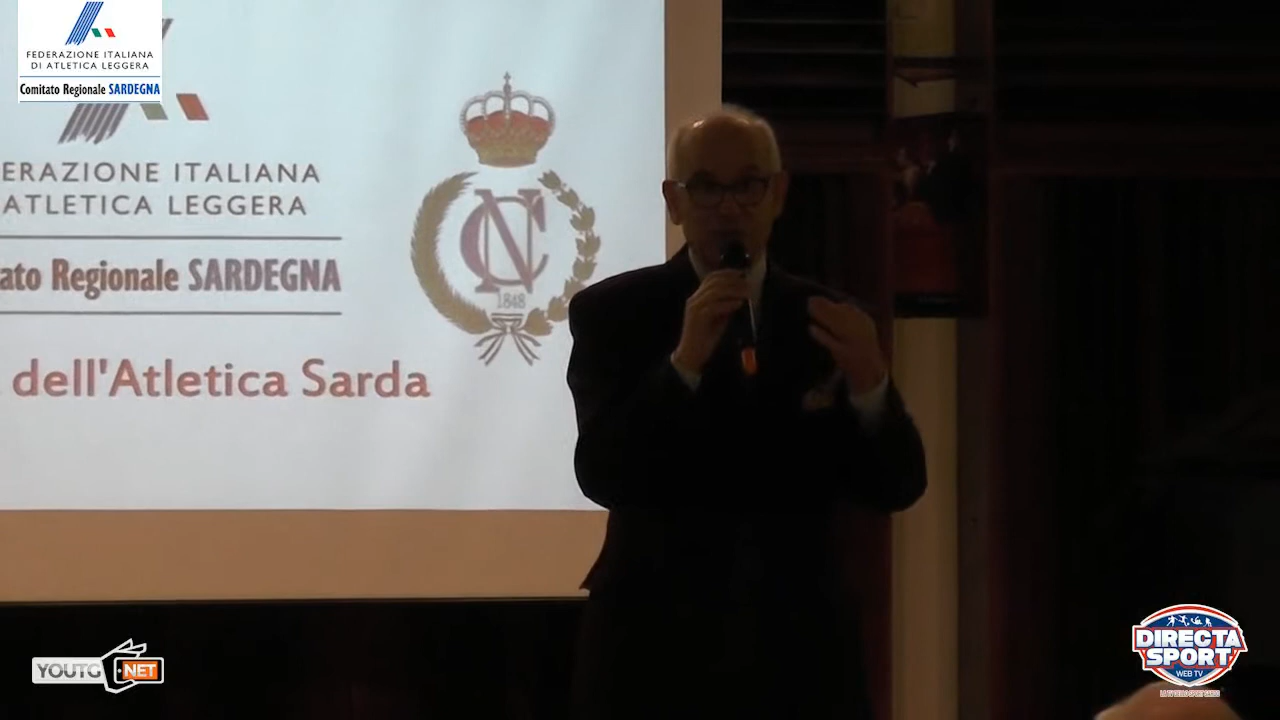 FEDERAZIONE ITALIANA
DI ATLETICA LEGGERA
Comitato Regionale SARDEGNA
ERAZIONE ITALIANA
ATLETICA LEGGERA
ato Regionale SARDEGNA
NC
1848
dell'Atletica Sarda
YOUTG
NET
DIRECTA
SPORT
WEB TV